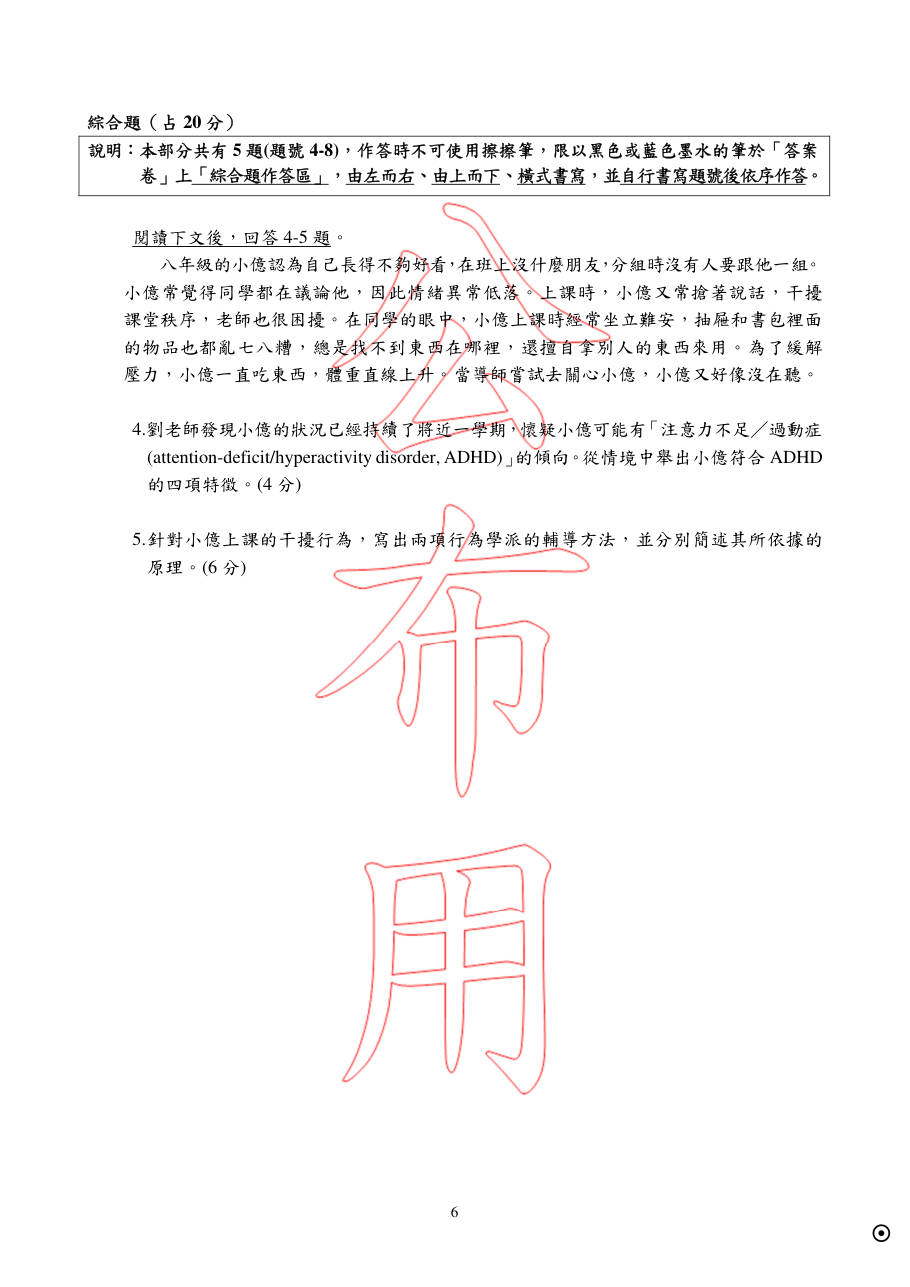 綜合題（占 20 分）
說明：本部分共有 5 題(題號 4-8)，作答時不可使用擦擦筆，限以黑色或藍色墨水的筆於「答案
卷」上「綜合題作答區」，由左而右、由上而下、橫式書寫，並自行書寫題號後依序作答。
閱讀下文後，回答 4-5 題。
八年級的小億認為自己長得不夠好看，在班上沒什麼朋友，分組時沒有人要跟他一組。
小億常覺得同學都在議論他，因此情緒異常低落。上課時，小億又常搶著說話，干擾
課堂秩序，老師也很困擾。在同學的眼中，小億上課時經常坐立難安，抽屜和書包裡面
的物品也都亂七八糟，總是找不到東西在哪裡，還擅自拿別人的東西來用。為了緩解
壓力，小億一直吃東西，體重直線上升。當導師嘗試去關心小億，小億又好像沒在聽。
4.劉老師發現小億的狀況已經持續了將近一學期，懷疑小億可能有「注意力不足／過動症
(attention-deficit/hyperactivity disorder, ADHD)」的傾向。從情境中舉出小億符合 ADHD
的四項特徵。(4 分)
5.針對小億上課的干擾行為，寫出兩項行為學派的輔導方法，並分別簡述其所依據的
原理。(6 分)
公
布
用
6